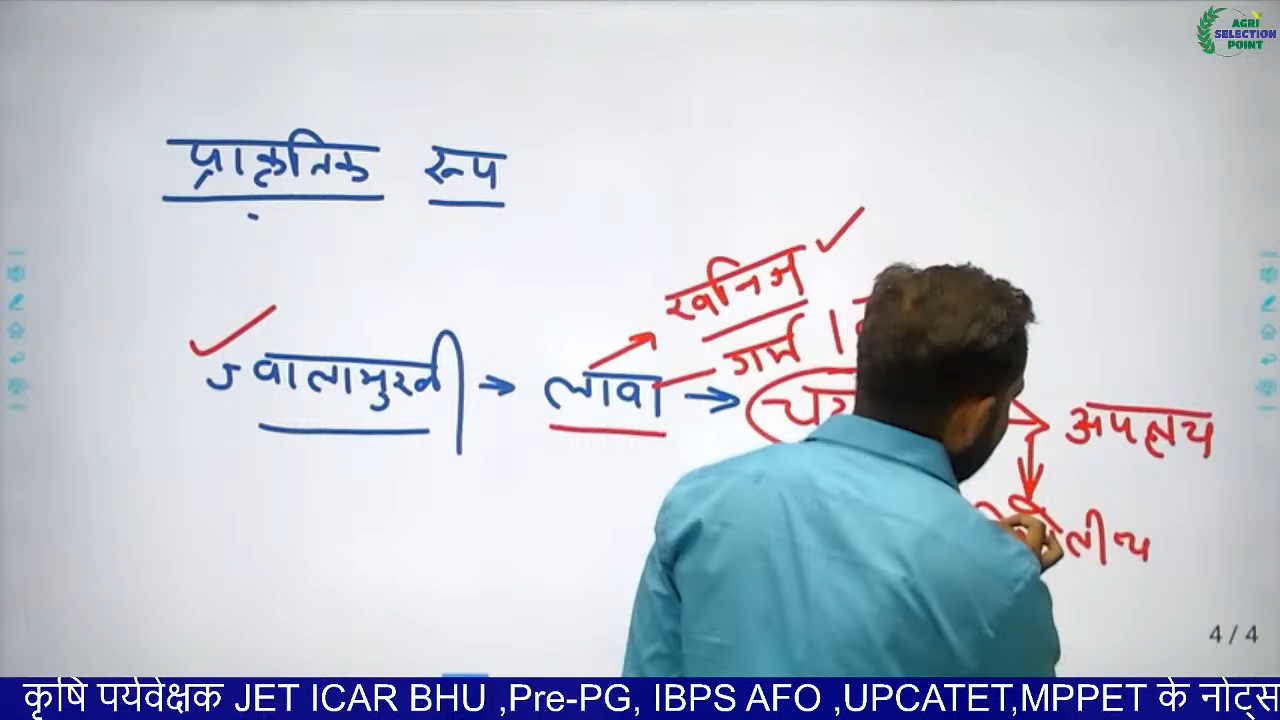 AGRI
SELECTION
POINT
प्राकृतिक रूप
खनिज
गर्म |
ज्वालामुखी → लावा →
अपक्षय
4 / 4
कृषि पर्यवेक्षक JET ICAR BHU ,Pre-PG, IBPS AFO ,UPCATET,MPPET के नोट्स